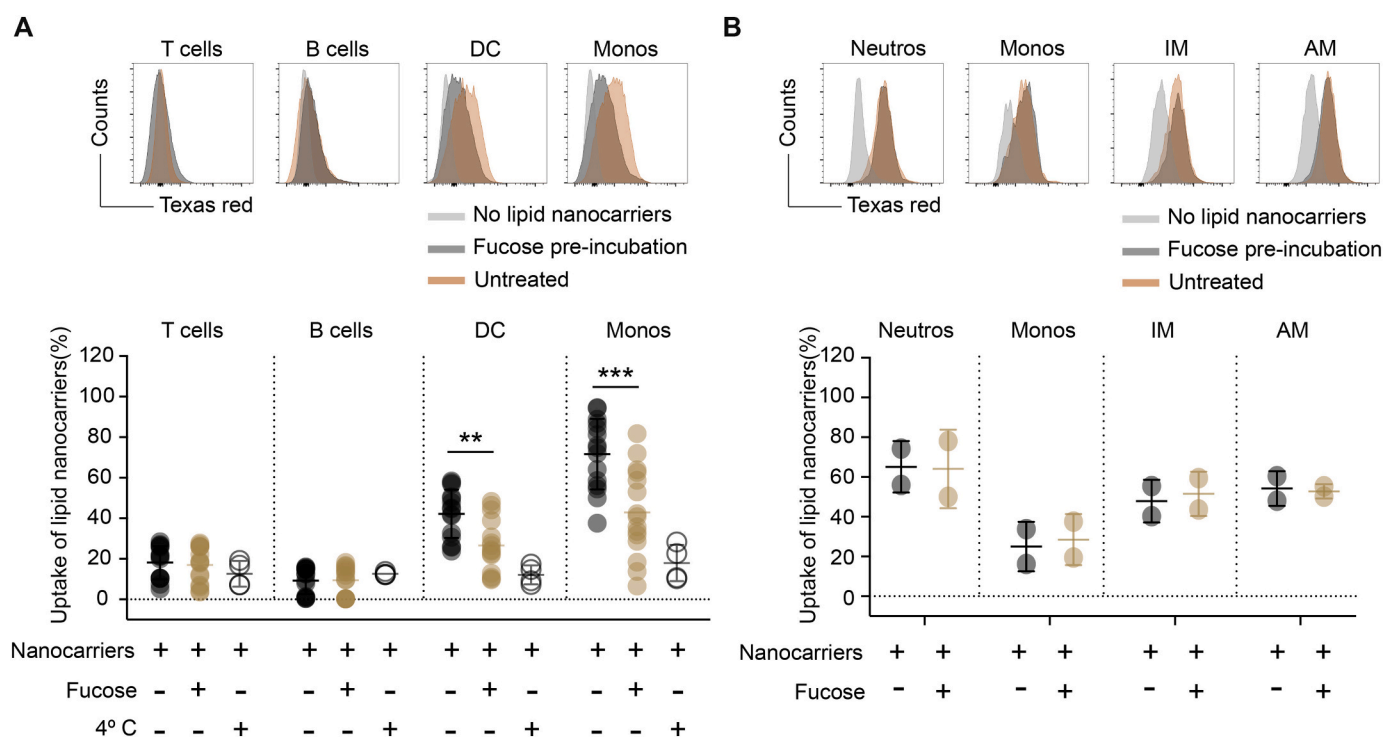 A
T cells B cells DC Monos
Counts
Texas red
No lipid nanocarriers
Fucose pre-incubation
Untreated
T cells B cells DC Monos
Uptake of lipid nanocarriers(%)
120
100
80
60
40
20
0
** ***
Nanocarriers + + + + + + + + + + + +
Fucose - + - - + - - + - - + -
4º C - - + - - + - - + - - +
B
Neutros Monos IM AM
Counts
Texas red
No lipid nanocarriers
Fucose pre-incubation
Untreated
Neutros Monos IM AM
Uptake of lipid nanocarriers(%)
120
100
80
60
40
20
0
Nanocarriers + + + + + + + +
Fucose - + - + - + - +